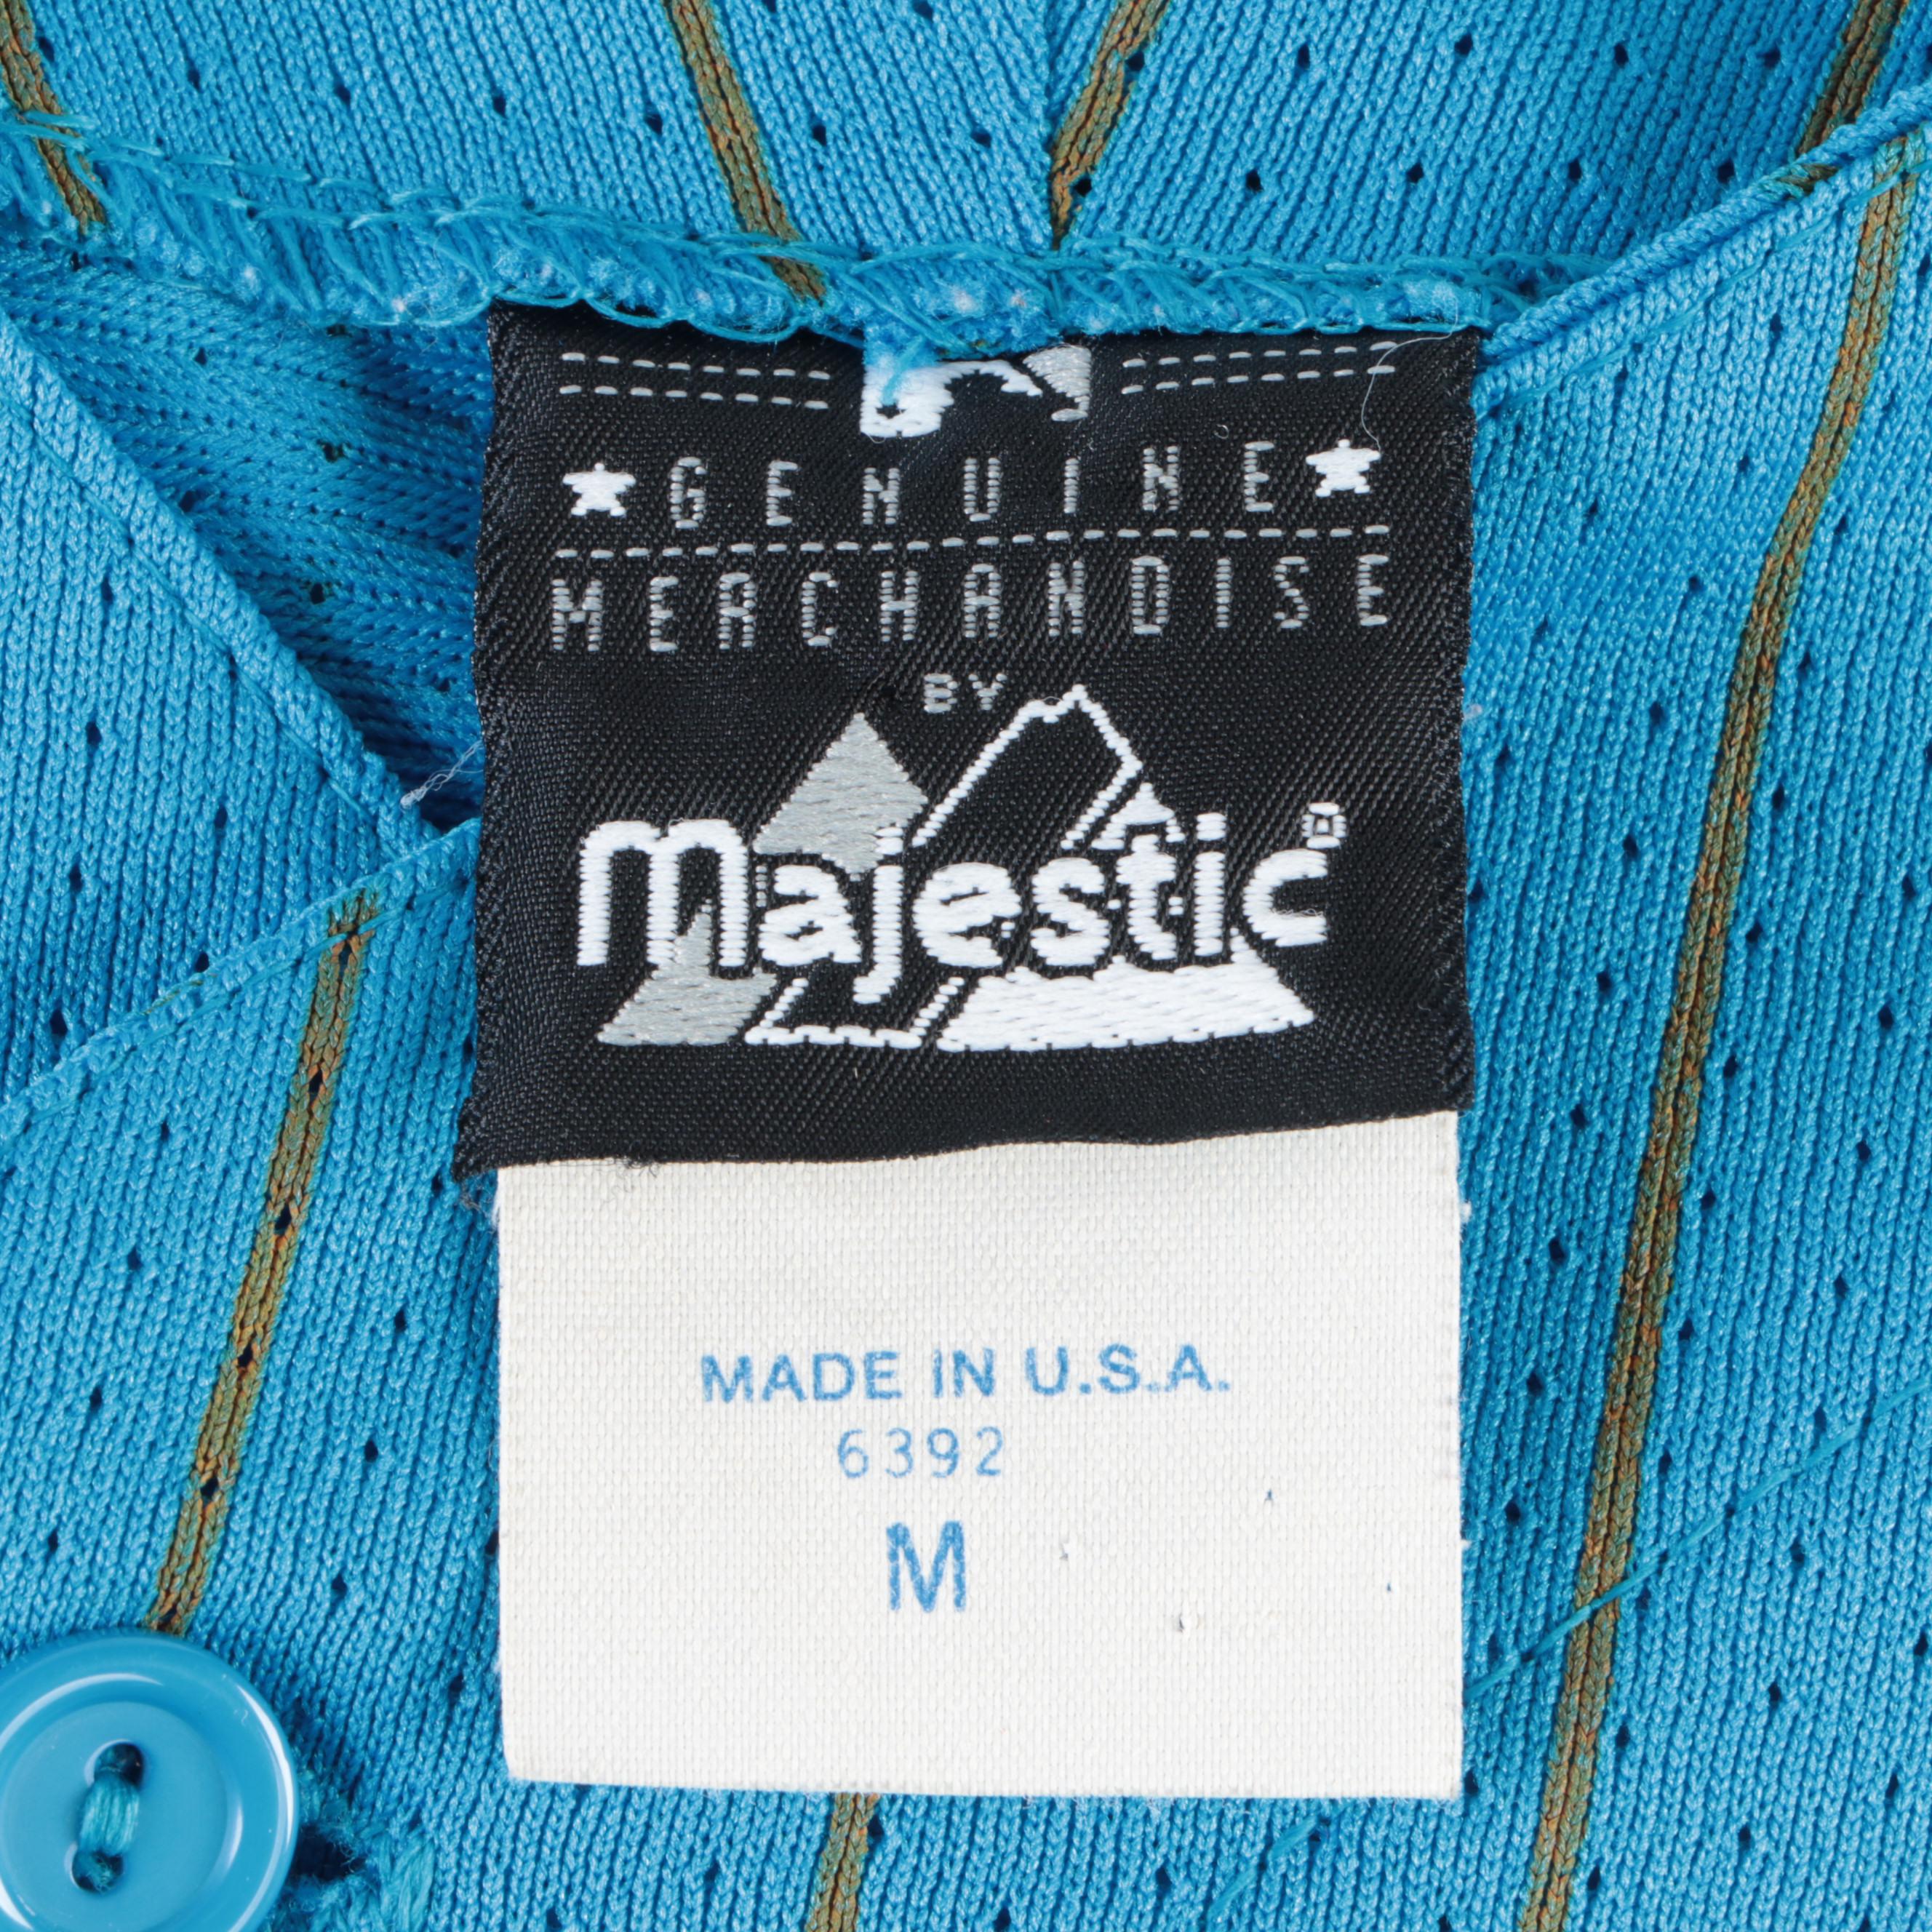 GENUINE
MERCHANDISE
BY
Majestic®
MADE IN U.S.A.
6392
M